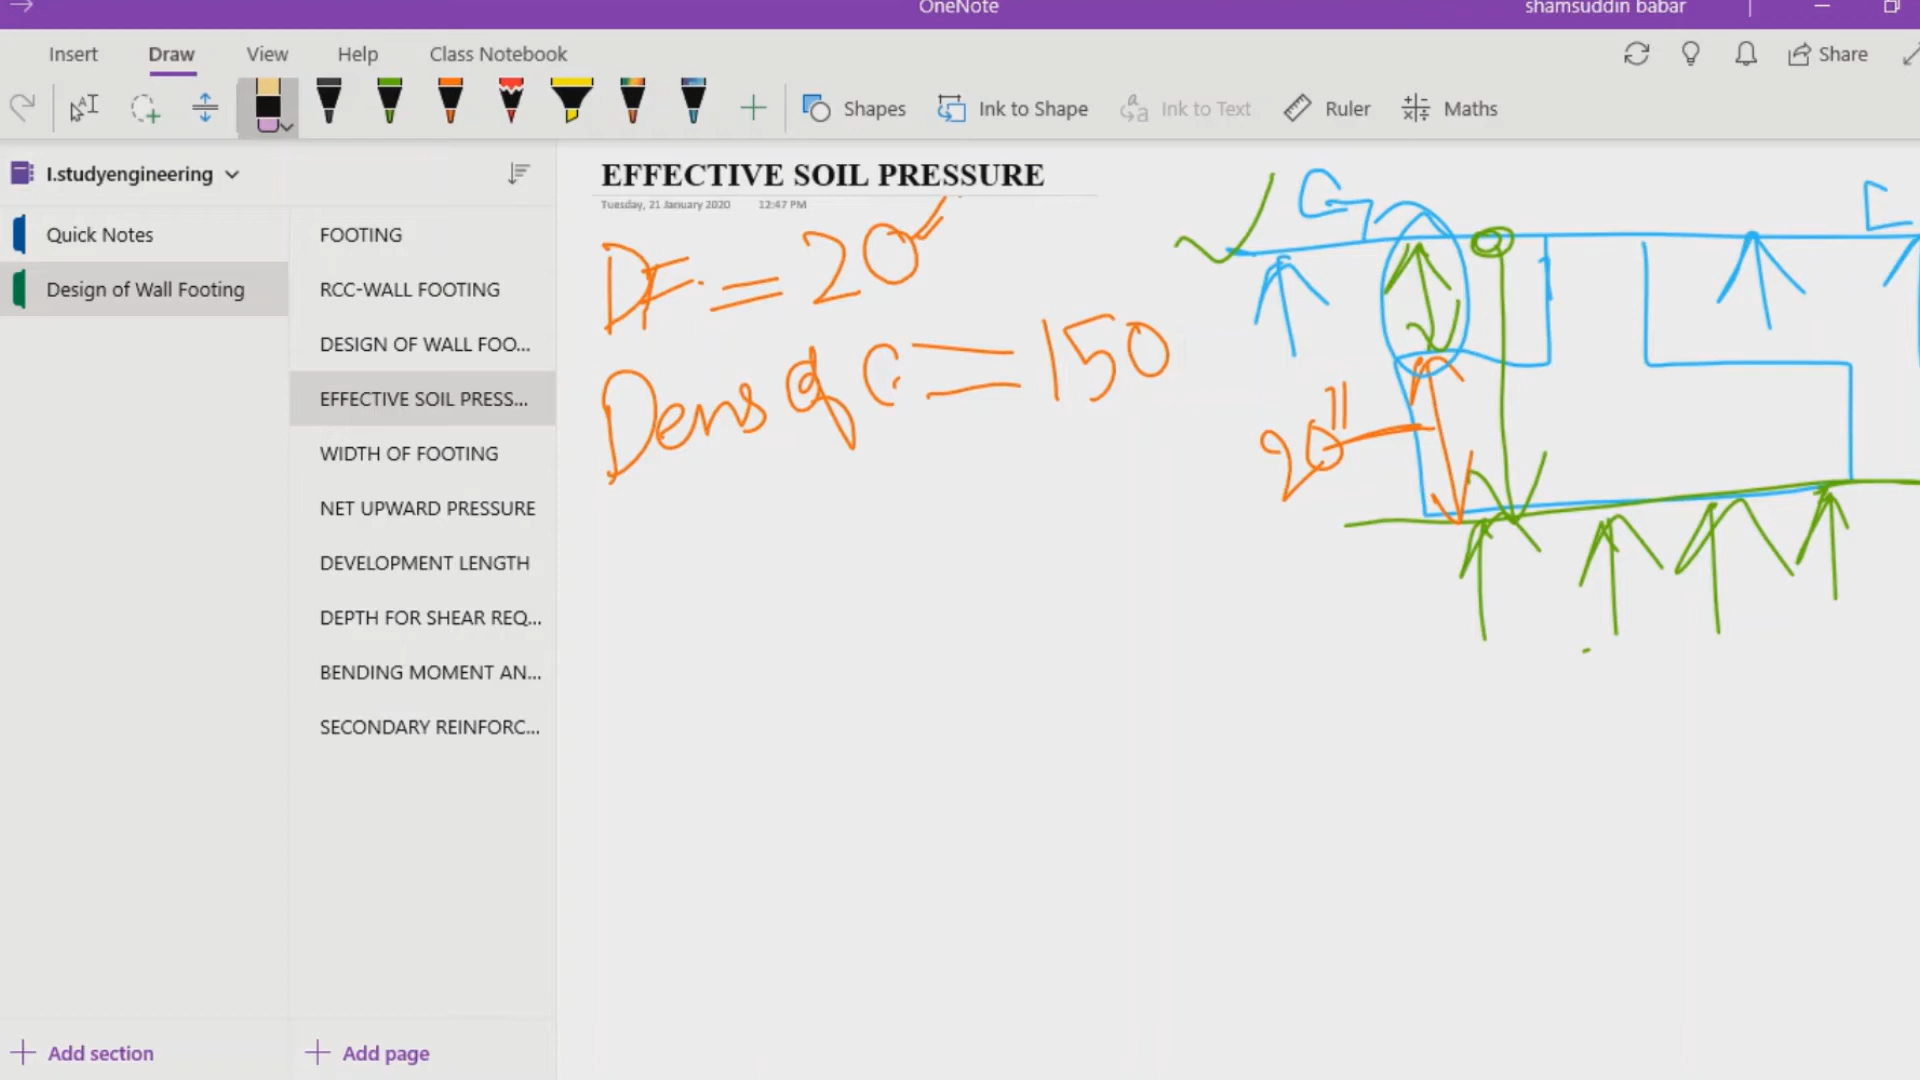 OneNote
shamsuddin babar
Insert Draw View Help Class Notebook
Share
Shapes Ink to Shape Ink to Text Ruler Maths
I.studyengineering
Quick Notes
Design of Wall Footing
FOOTING
RCC-WALL FOOTING
DESIGN OF WALL FOO...
EFFECTIVE SOIL PRESS...
WIDTH OF FOOTING
NET UPWARD PRESSURE
DEVELOPMENT LENGTH
DEPTH FOR SHEAR REQ...
BENDING MOMENT AN...
SECONDARY REINFORC...
Add section
Add page
EFFECTIVE SOIL PRESSURE
Tuesday, 21 January 2020 12:47 PM
DF = 20"
Dens of C = 150
G
20"